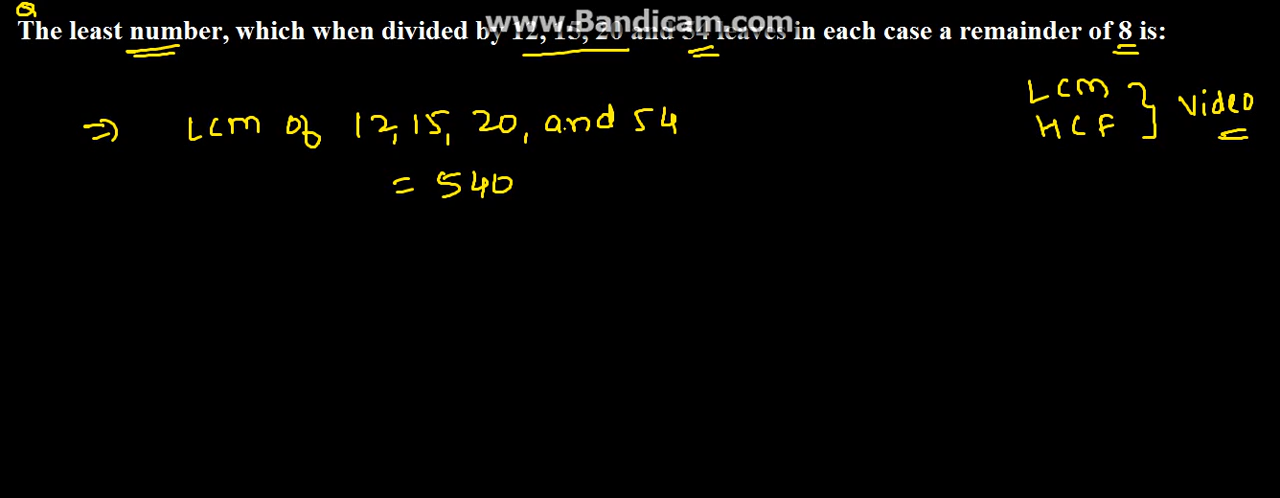 Q
The least number, which when divided by 12, 15, 20 and 54 leaves in each case a remainder of 8 is:
www.Bandicam.com
⇒ LCM of 12, 15, 20, and 54
= 540
LCM
HCF } Video